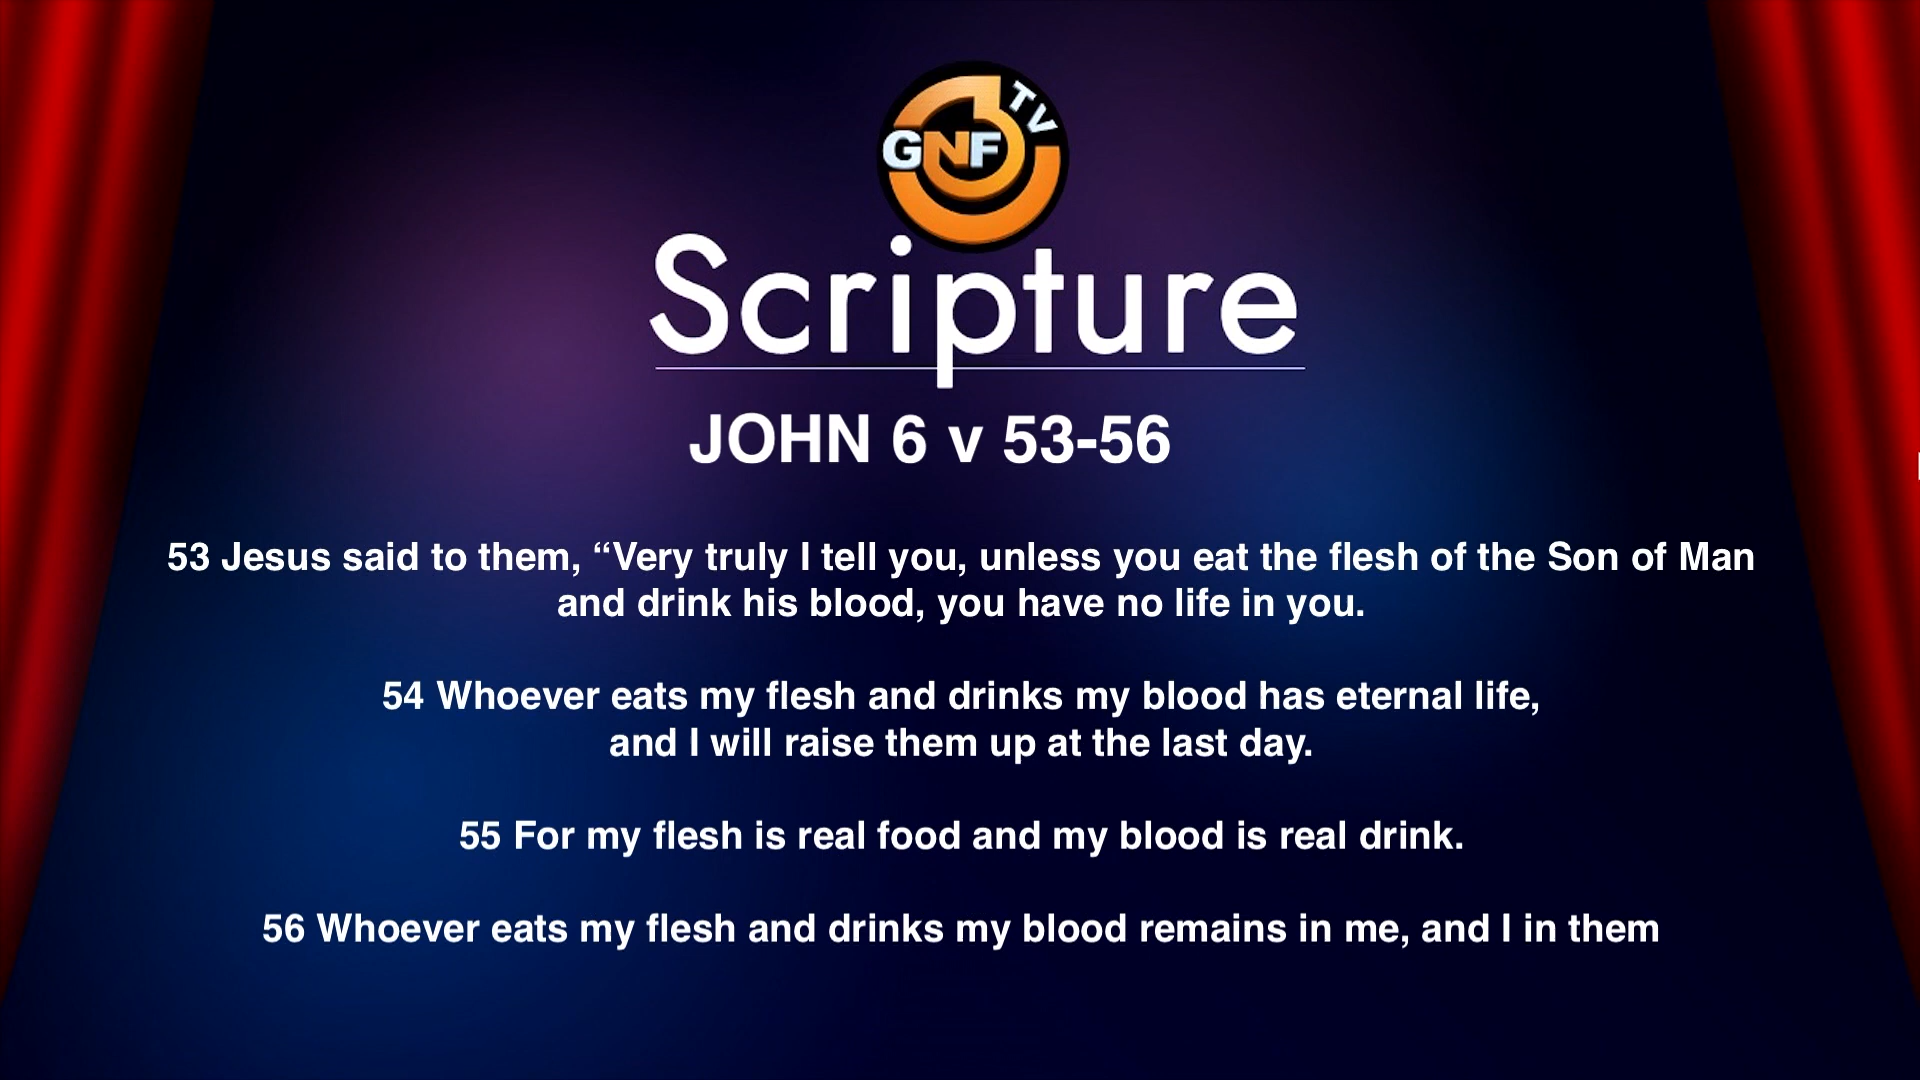 GNF TV
Scripture
JOHN 6 v 53-56
53 Jesus said to them, “Very truly I tell you, unless you eat the flesh of the Son of Man
and drink his blood, you have no life in you.
54 Whoever eats my flesh and drinks my blood has eternal life,
and I will raise them up at the last day.
55 For my flesh is real food and my blood is real drink.
56 Whoever eats my flesh and drinks my blood remains in me, and I in them